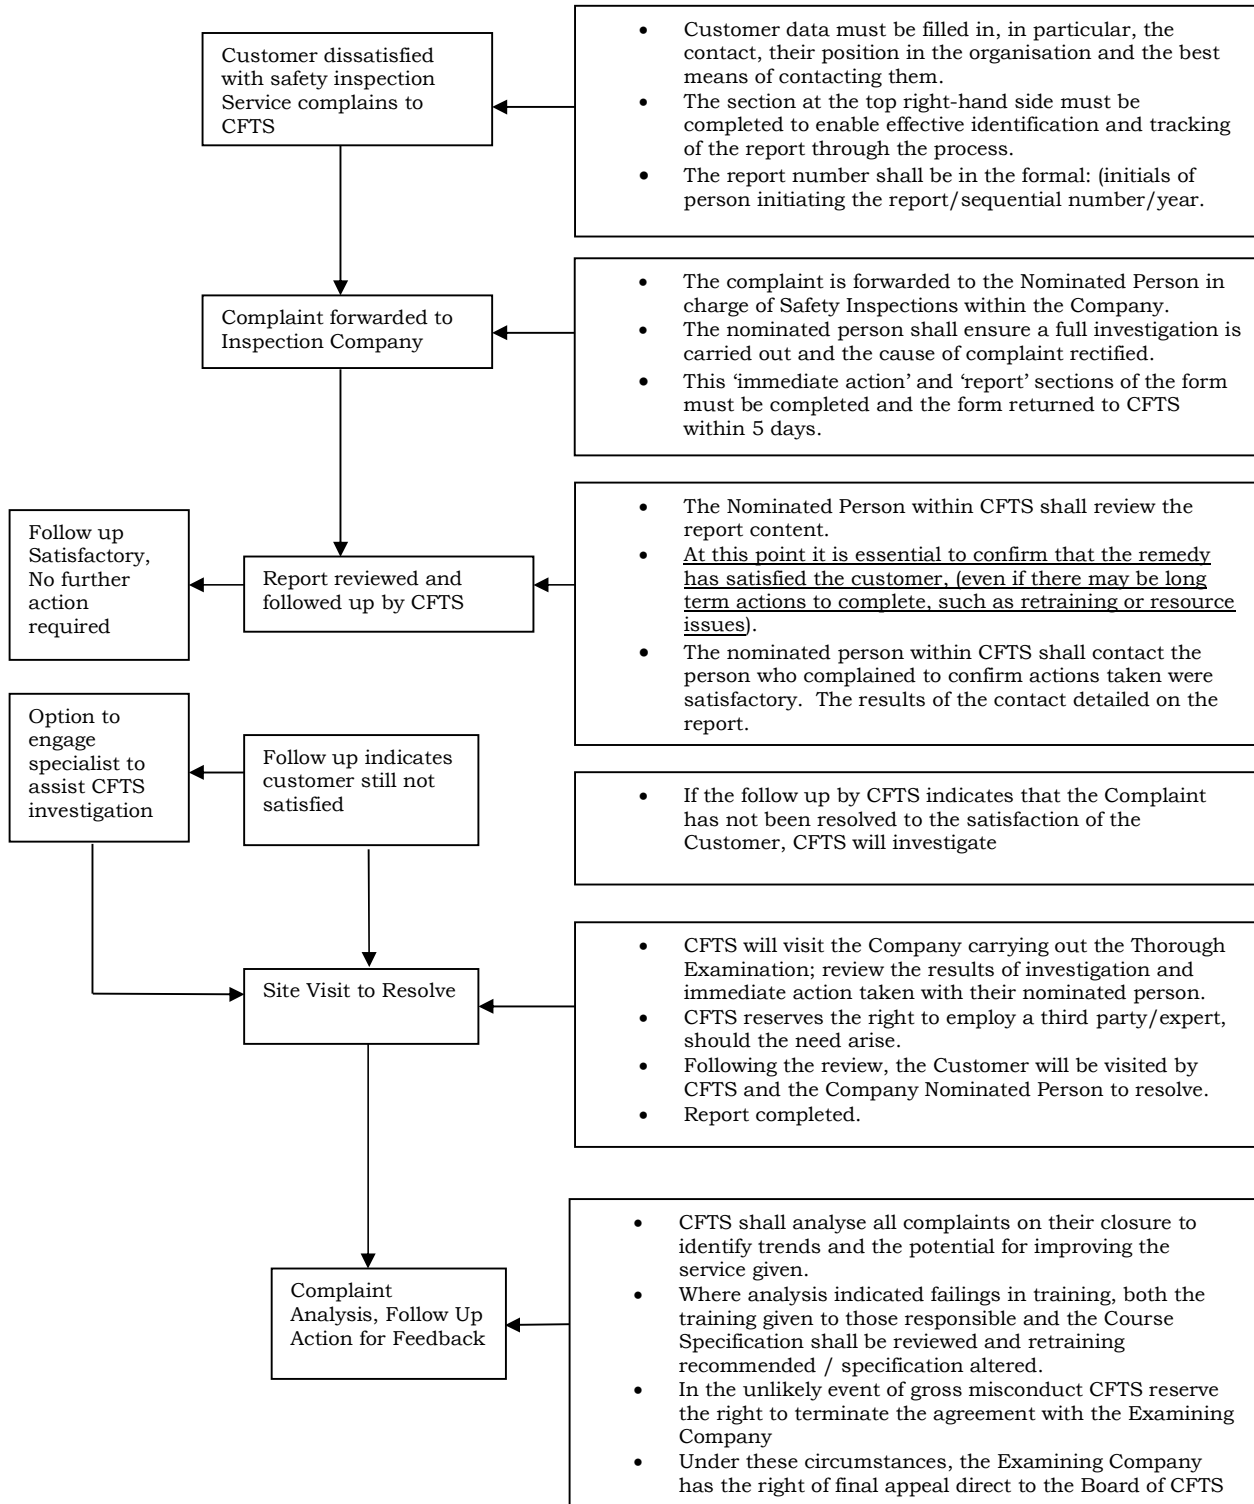 Customer dissatisfied
with safety inspection
Service complains to
CFTS
• Customer data must be filled in, in particular, the
contact, their position in the organisation and the best
means of contacting them.
• The section at the top right-hand side must be
completed to enable effective identification and tracking
of the report through the process.
• The report number shall be in the formal: (initials of
person initiating the report/sequential number/year.
Complaint forwarded to
Inspection Company
• The complaint is forwarded to the Nominated Person in
charge of Safety Inspections within the Company.
• The nominated person shall ensure a full investigation is
carried out and the cause of complaint rectified.
• This ‘immediate action’ and ‘report’ sections of the form
must be completed and the form returned to CFTS
within 5 days.
Follow up
Satisfactory,
No further
action
required
Report reviewed and
followed up by CFTS
• The Nominated Person within CFTS shall review the
report content.
• At this point it is essential to confirm that the remedy
has satisfied the customer, (even if there may be long
term actions to complete, such as retraining or resource
issues).
• The nominated person within CFTS shall contact the
person who complained to confirm actions taken were
satisfactory. The results of the contact detailed on the
report.
Option to
engage
specialist to
assist CFTS
investigation
Follow up indicates
customer still not
satisfied
• If the follow up by CFTS indicates that the Complaint
has not been resolved to the satisfaction of the
Customer, CFTS will investigate
Site Visit to Resolve
• CFTS will visit the Company carrying out the Thorough
Examination; review the results of investigation and
immediate action taken with their nominated person.
• CFTS reserves the right to employ a third party/expert,
should the need arise.
• Following the review, the Customer will be visited by
CFTS and the Company Nominated Person to resolve.
• Report completed.
Complaint
Analysis, Follow Up
Action for Feedback
• CFTS shall analyse all complaints on their closure to
identify trends and the potential for improving the
service given.
• Where analysis indicated failings in training, both the
training given to those responsible and the Course
Specification shall be reviewed and retraining
recommended / specification altered.
• In the unlikely event of gross misconduct CFTS reserve
the right to terminate the agreement with the Examining
Company
• Under these circumstances, the Examining Company
has the right of final appeal direct to the Board of CFTS